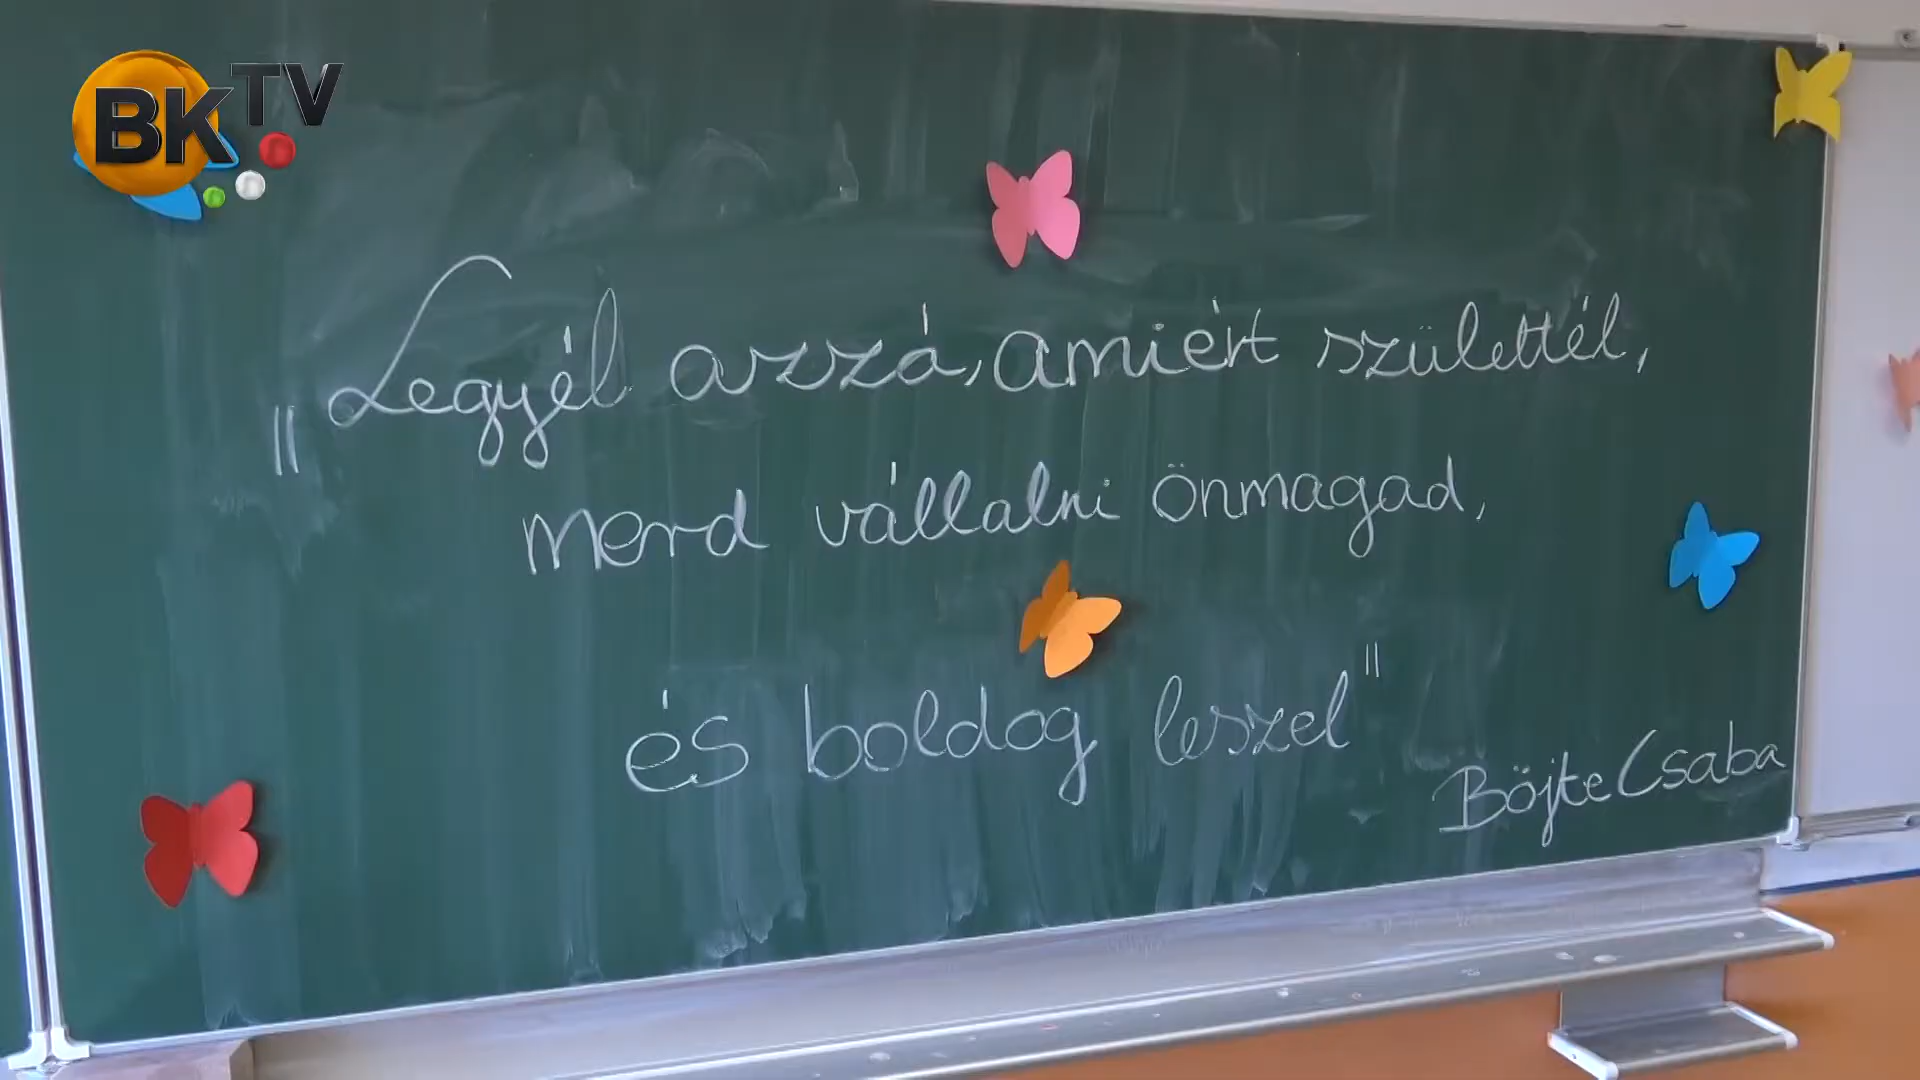 BKTV
„Legyél azzá, amiért születtél,
merd vállalni önmagad,
és boldog leszel"
Böjte Csaba